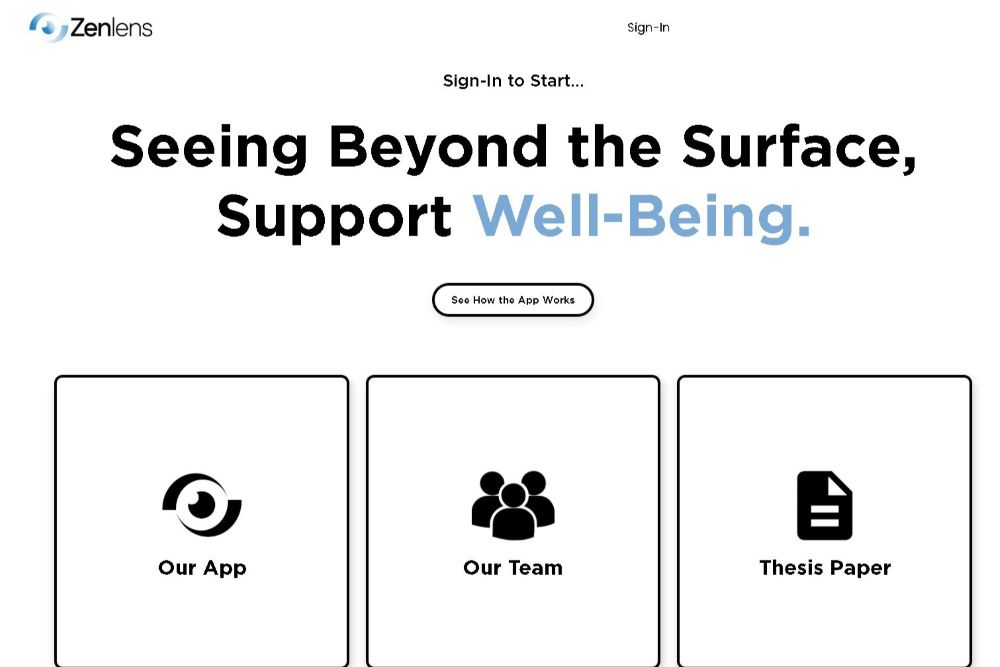 Zenlens
Sign-In
Sign-In to Start...
Seeing Beyond the Surface,
Support Well-Being.
See How the App Works
Our App
Our Team
Thesis Paper